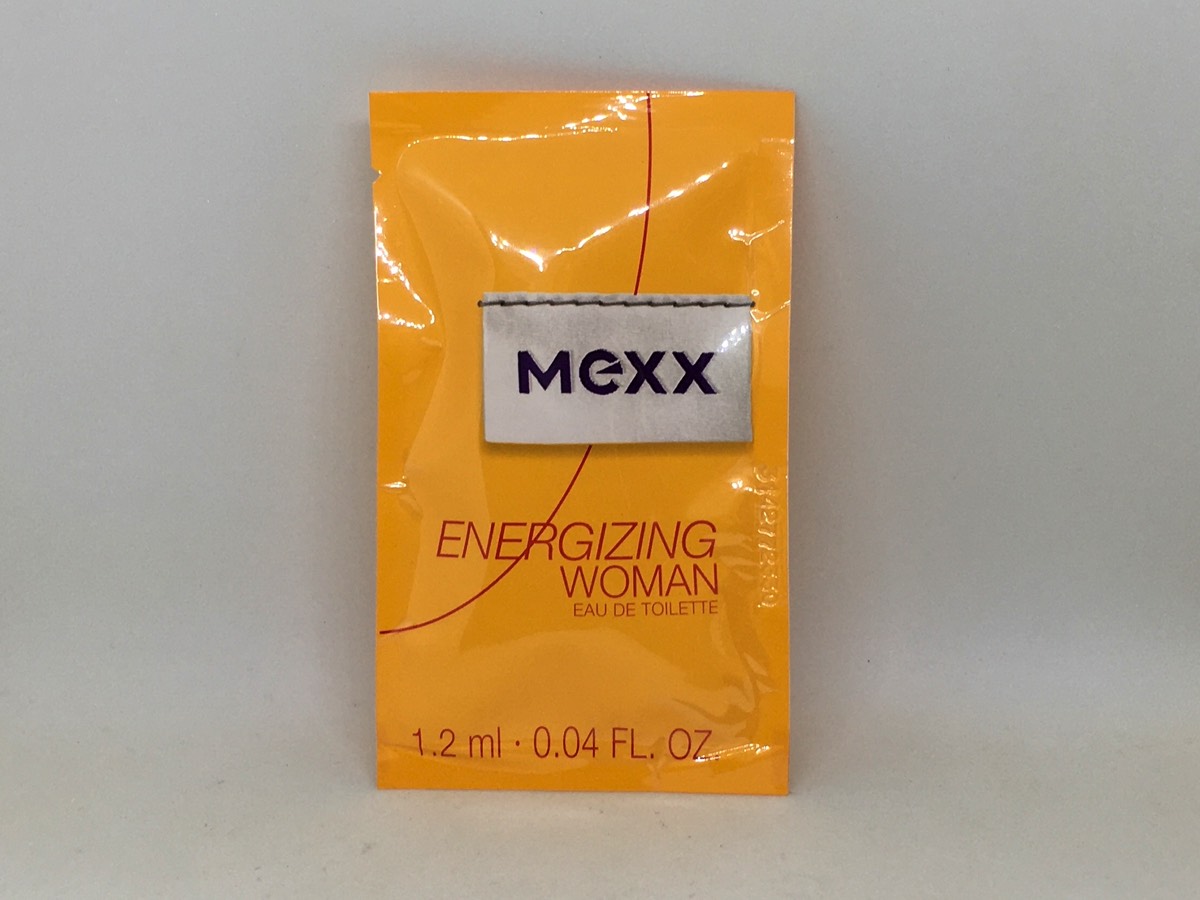 Mexx
ENERGIZING
WOMAN
EAU DE TOILETTE
1.2 ml · 0.04 FL. OZ.